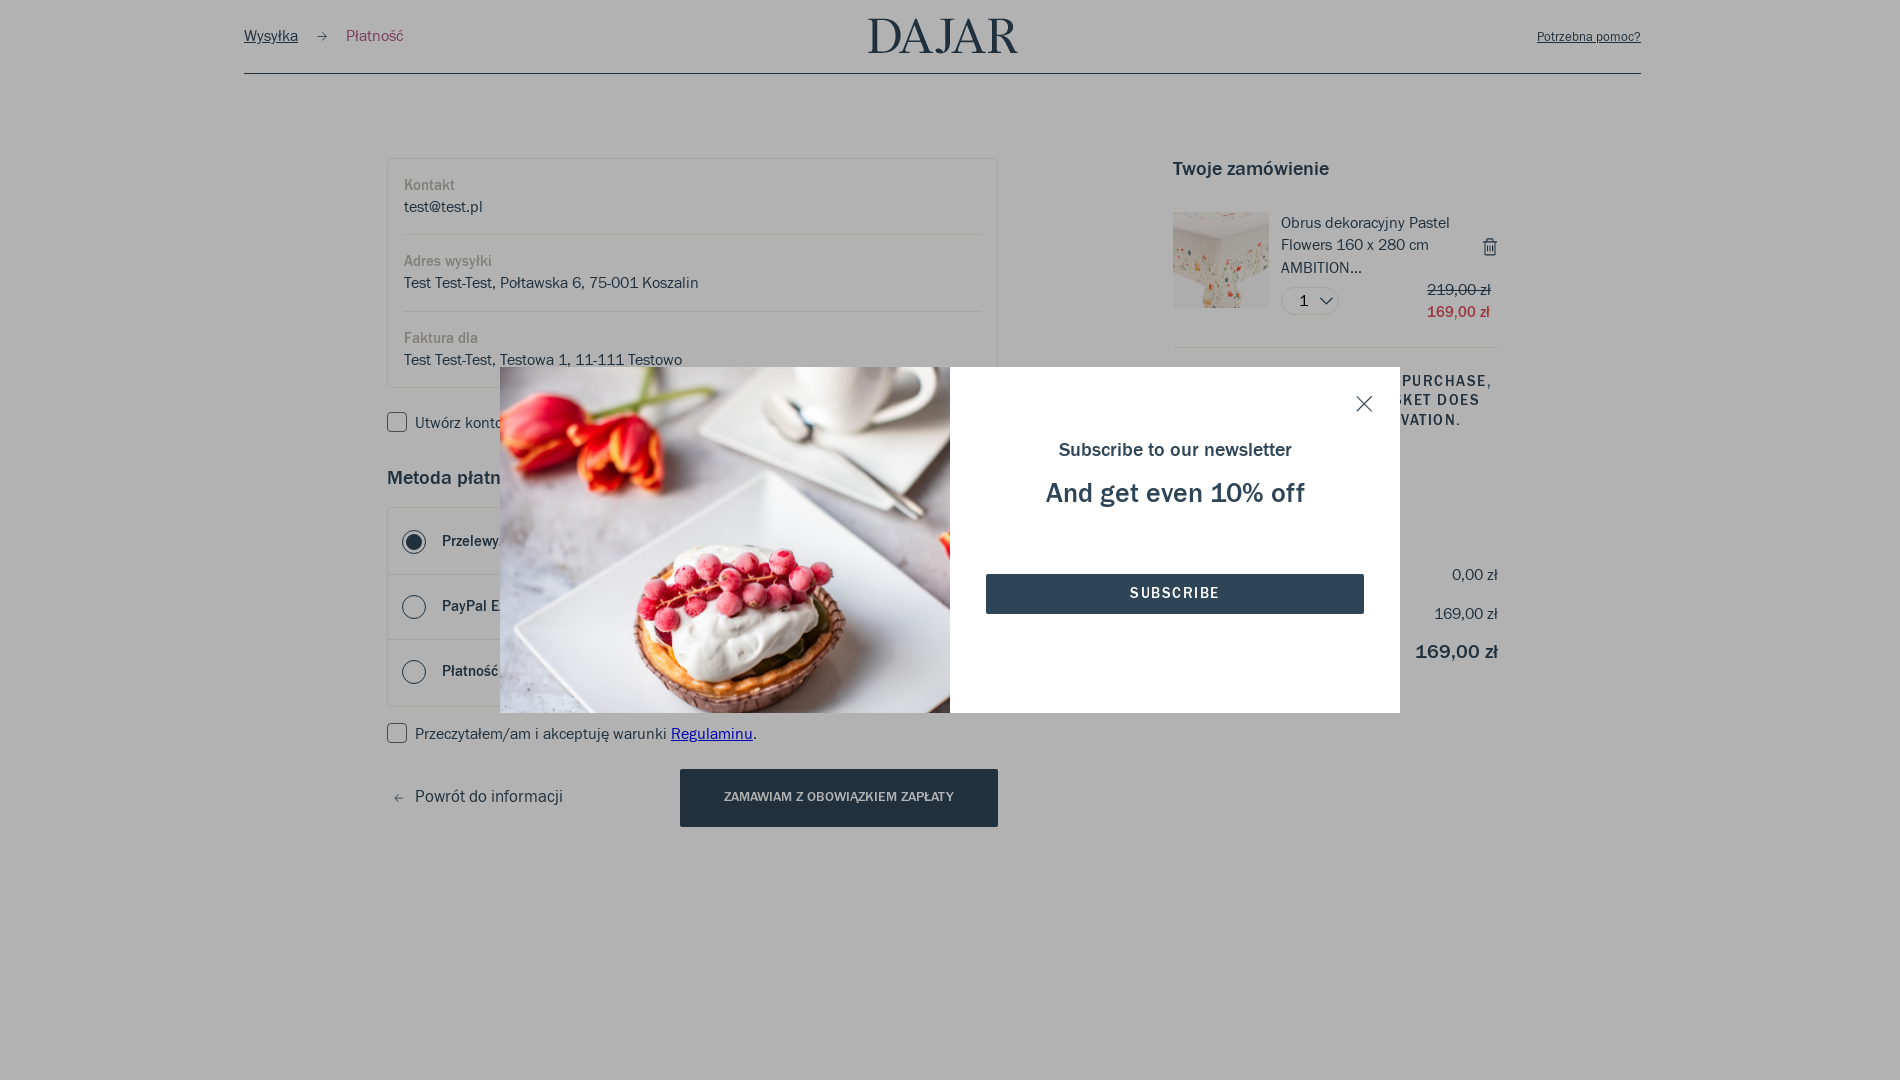 Wysyłka
Płatność
DAJAR
Potrzebna pomoc?
Kontakt
test@test.pl
Adres wysyłki
Test Test-Test, Połtawska 6, 75-001 Koszalin
Faktura dla
Test Test-Test, Testowa 1, 11-111 Testowo
Utwórz konto
Metoda płatn
Przelewy
PayPal E
Płatność
Przeczytałem/am i akceptuję warunki Regulaminu.
Powrót do informacji
ZAMAWIAM Z OBOWIĄZKIEM ZAPŁATY
Subscribe to our newsletter
And get even 10% off
SUBSCRIBE
Twoje zamówienie
Obrus dekoracyjny Pastel
Flowers 160 x 280 cm
AMBITION...
1
219,00 zł
169,00 zł
PURCHASE,
SKET DOES
VATION.
0,00 zł
169,00 zł
169,00 zł